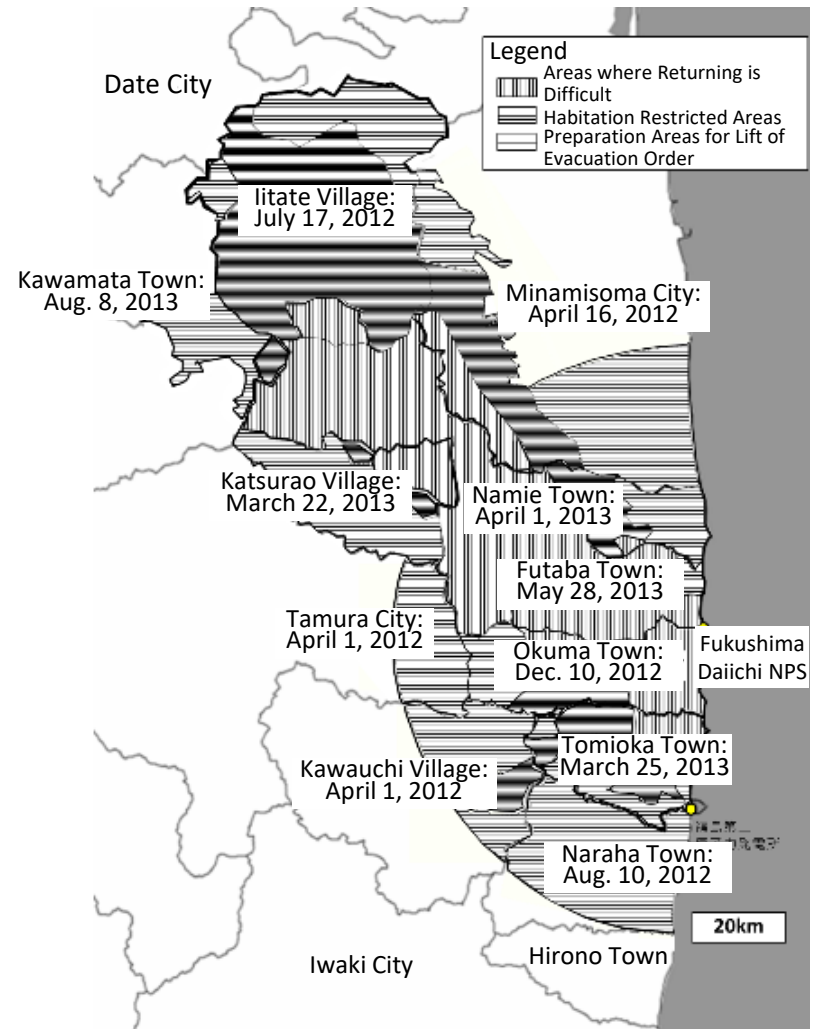 Legend
Areas where Returning is
Difficult
Habitation Restricted Areas
Preparation Areas for Lift of
Evacuation Order
Date City
Iitate Village:
July 17, 2012
Kawamata Town:
Aug. 8, 2013
Minamisoma City:
April 16, 2012
Katsurao Village:
March 22, 2013
Namie Town:
April 1, 2013
Futaba Town:
May 28, 2013
Tamura City:
April 1, 2012
Okuma Town:
Dec. 10, 2012
Fukushima
Daiichi NPS
Tomioka Town:
March 25, 2013
Kawauchi Village:
April 1, 2012
Naraha Town:
Aug. 10, 2012
20km
Hirono Town
Iwaki City